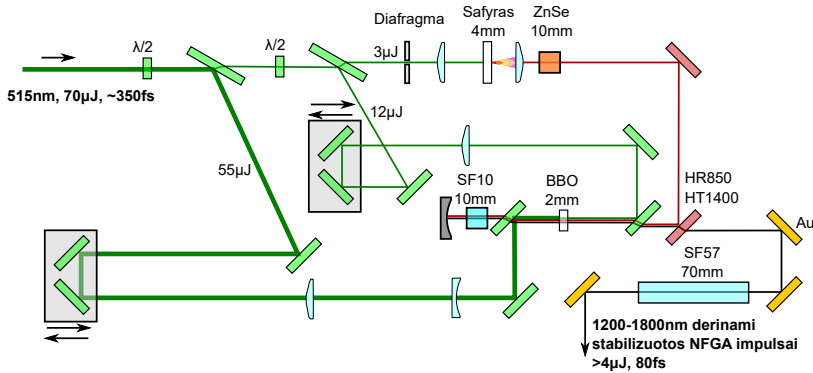 Diafragma
Safyras
4mm
ZnSe
10mm
λ/2
λ/2
3µJ
515nm, 70µJ, ~350fs
12µJ
55µJ
SF10
10mm
BBO
2mm
HR850
HT1400
Au
SF57
70mm
1200-1800nm derinami
stabilizuotos NFGA impulsai
>4µJ, 80fs